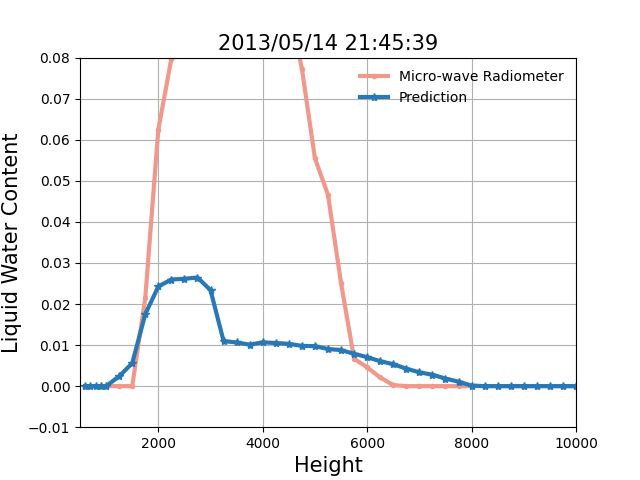 2013/05/14 21:45:39
0.08
0.07
0.06
0.05
0.04
0.03
0.02
0.01
0.00
−0.01
Liquid Water Content
Micro-wave Radiometer
Prediction
2000 4000 6000 8000 10000
Height